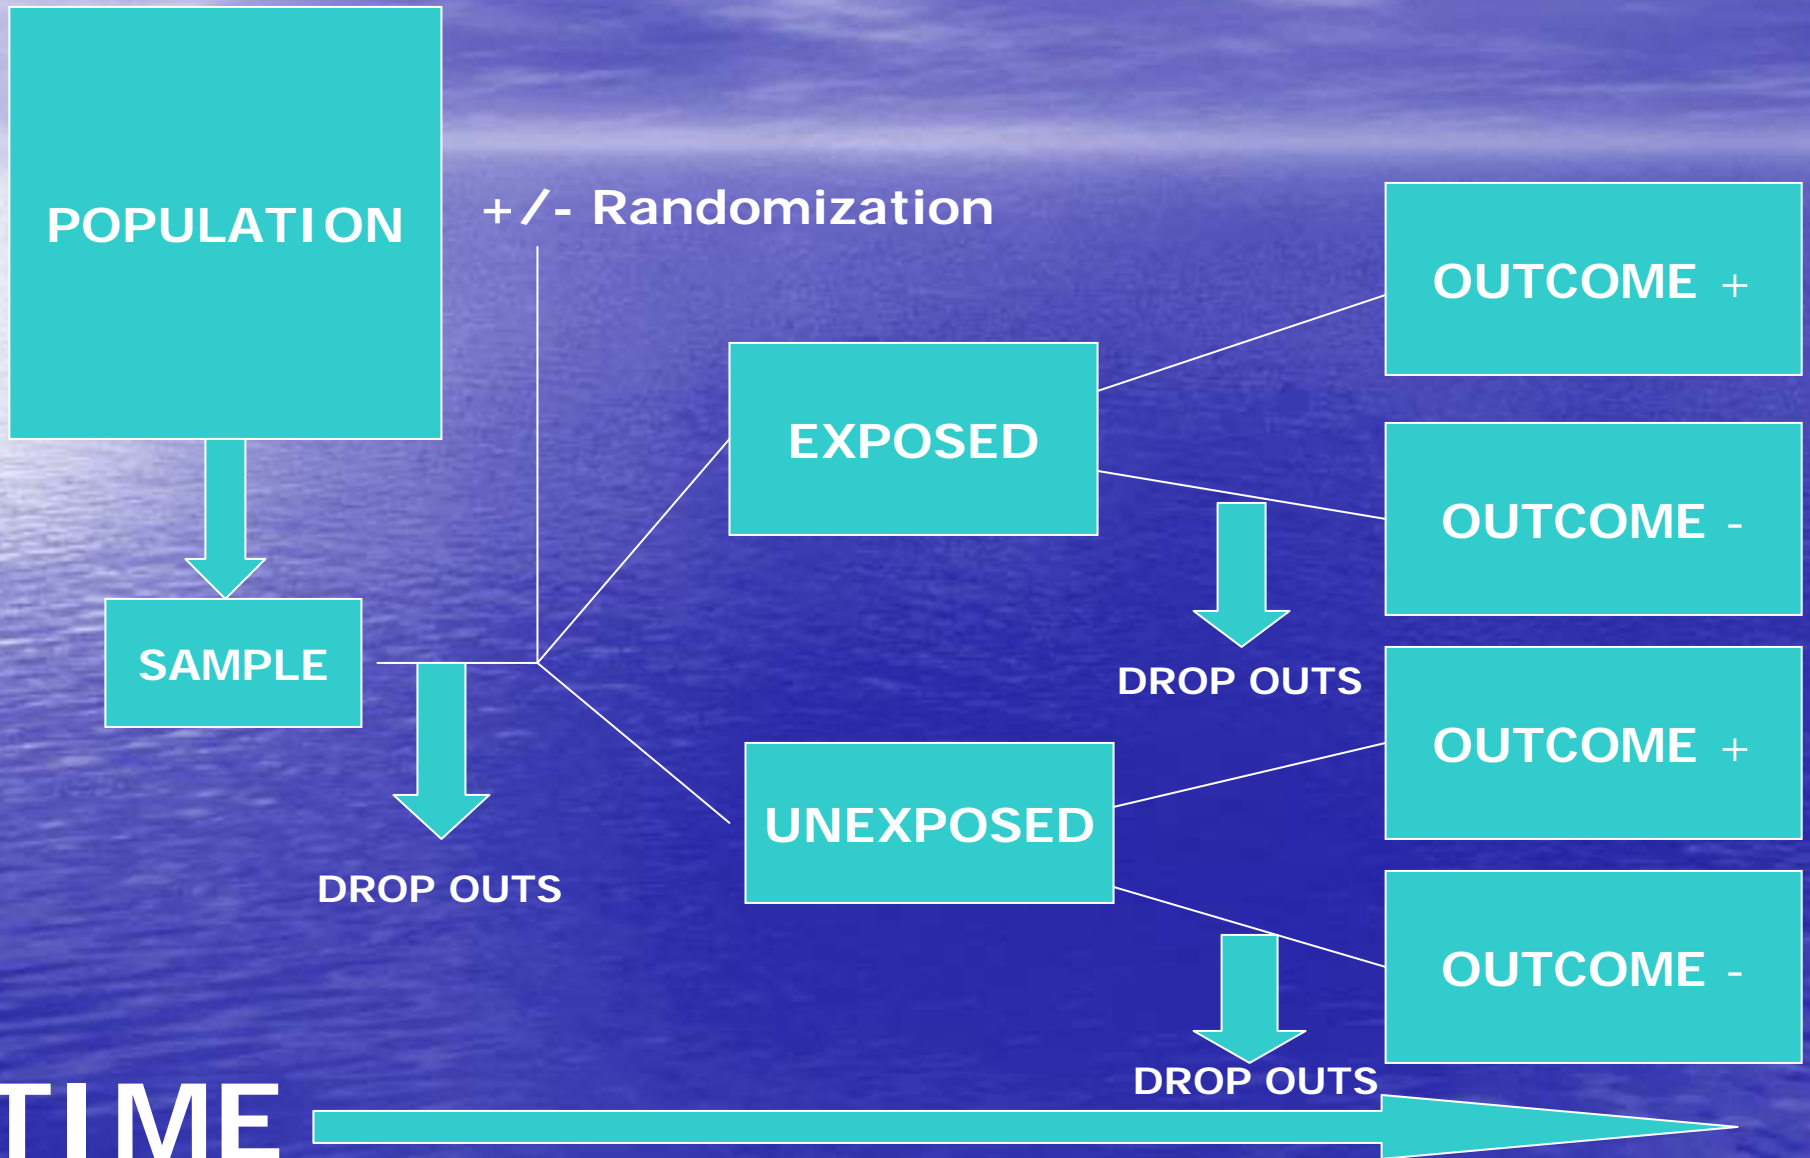 POPULATION
+/- Randomization
OUTCOME +
EXPOSED
OUTCOME -
SAMPLE
DROP OUTS
OUTCOME +
UNEXPOSED
DROP OUTS
OUTCOME -
DROP OUTS
TIME